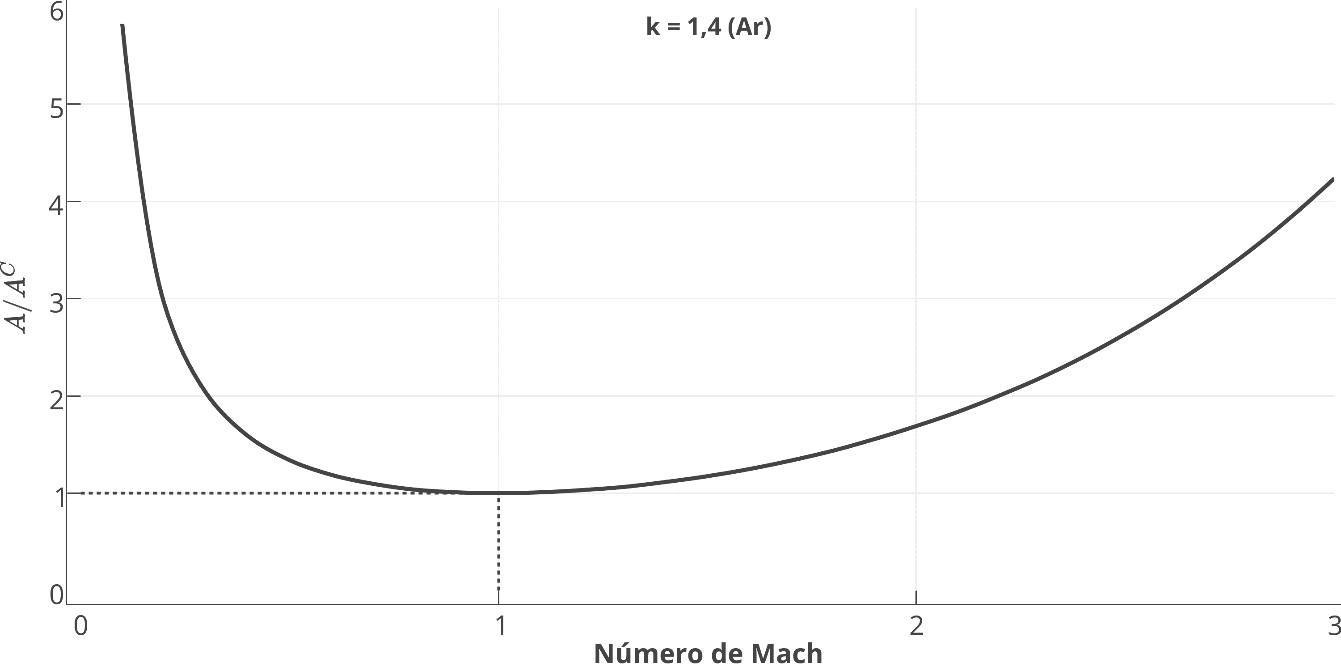 k = 1,4 (Ar)
6
5
4
3
2
1
0
A/A^C
0 1 2 3
Número de Mach